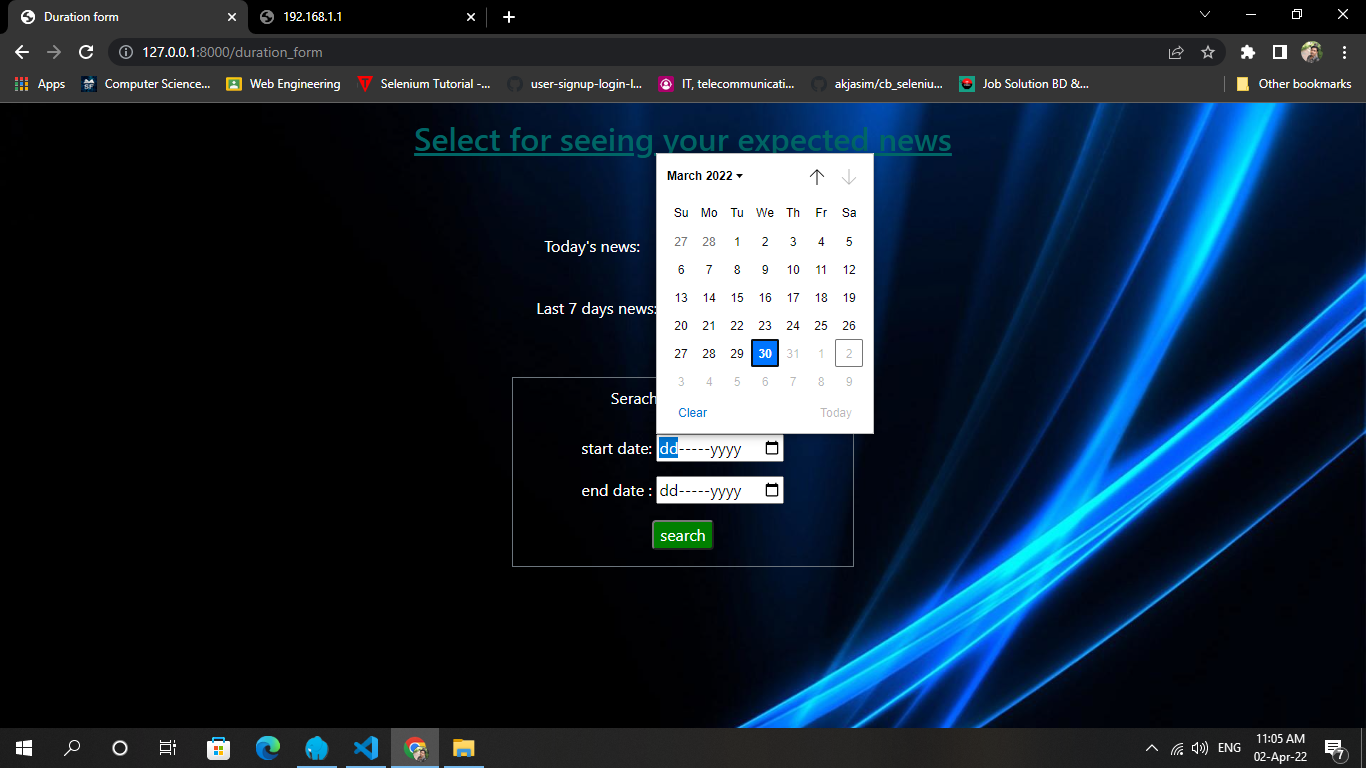 Duration form
192.168.1.1
127.0.0.1:8000/duration_form
Apps
Computer Science...
Web Engineering
Selenium Tutorial -...
user-signup-login-l...
IT, telecommunicati...
akjasim/cb_seleniu...
Job Solution BD &...
Other bookmarks
Select for seeing your expected news
March 2022
Su Mo Tu We Th Fr Sa
27 28 1 2 3 4 5
Today's news:
6 7 8 9 10 11 12
13 14 15 16 17 18 19
Last 7 days news:
20 21 22 23 24 25 26
27 28 29 30 31 1 2
3 4 5 6 7 8 9
Serach
Clear Today
start date: dd-----yyyy
end date : dd-----yyyy
search
ENG
11:05 AM
02-Apr-22
7